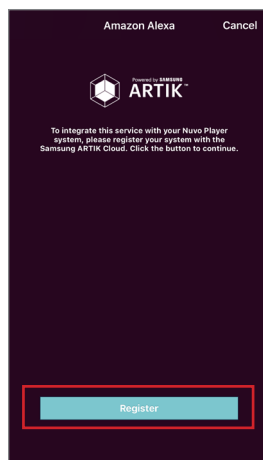 Amazon Alexa Cancel
Powered by SAMSUNG
ARTIK™
To integrate this service with your Nuvo Player
system, please register your system with the
Samsung ARTIK Cloud. Click the button to continue.
Register